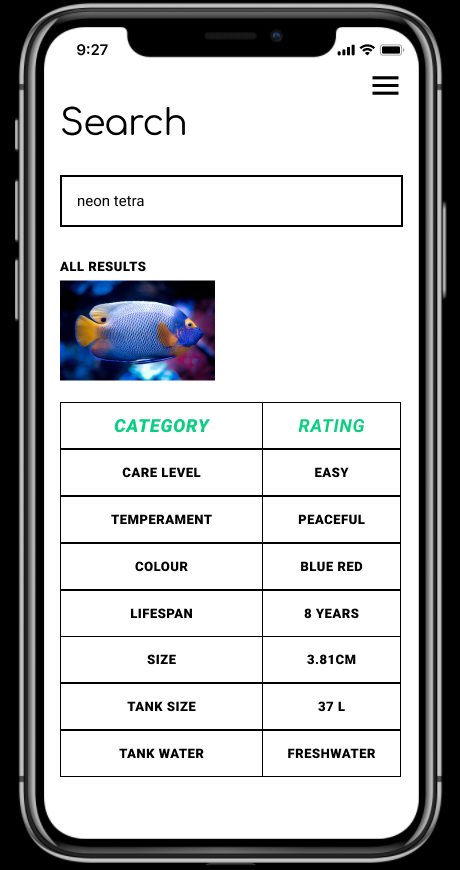 9:27
Search
neon tetra
ALL RESULTS
CATEGORY RATING
CARE LEVEL EASY
TEMPERAMENT PEACEFUL
COLOUR BLUE RED
LIFESPAN 8 YEARS
SIZE 3.81CM
TANK SIZE 37 L
TANK WATER FRESHWATER